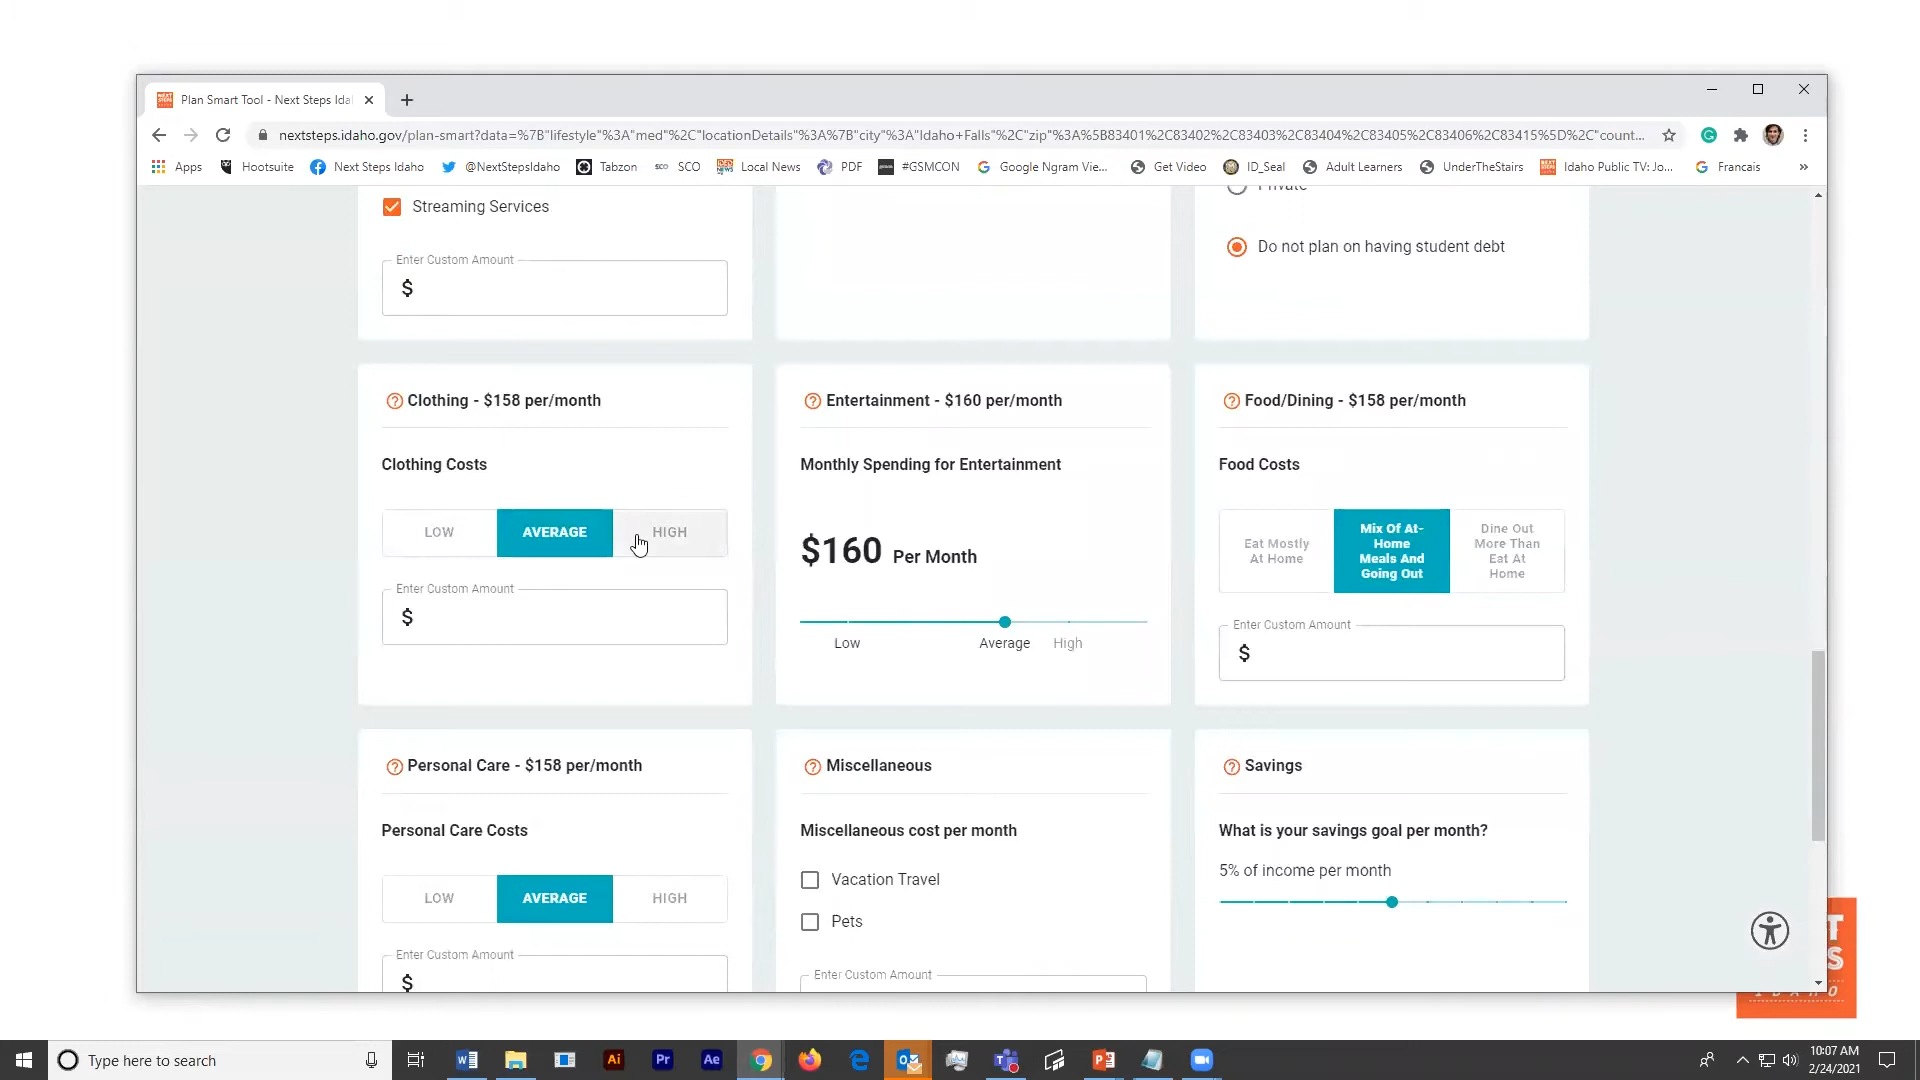 Plan Smart Tool - Next Steps Ida
nextsteps.idaho.gov/plan-smart?data=%7B"lifestyle"%3A"med"%2C"locationDetails"%3A%7B"city"%3A"Idaho+Falls"%2C"zip"%3A%5B83401%2C83402%2C83403%2C83404%2C83405%2C83406%2C83415%5D%2C"count...
Apps Hootsuite Next Steps Idaho @NextStepsIdaho Tabzon SCO SCO Local News PDF #GSMCON Google Ngram Vie... Get Video ID_Seal Adult Learners UnderTheStairs Idaho Public TV: Jo... Francais »
Private
Streaming Services
Do not plan on having student debt
Enter Custom Amount
$
Clothing - $158 per/month
Clothing Costs
LOW AVERAGE HIGH
Enter Custom Amount
$
Entertainment - $160 per/month
Monthly Spending for Entertainment
$160 Per Month
Low Average High
Food/Dining - $158 per/month
Food Costs
Eat Mostly
At Home
Mix Of At-
Home
Meals And
Going Out
Dine Out
More Than
Eat At
Home
Enter Custom Amount
$
Personal Care - $158 per/month
Personal Care Costs
LOW AVERAGE HIGH
Enter Custom Amount
$
Miscellaneous
Miscellaneous cost per month
Vacation Travel
Pets
Enter Custom Amount
Savings
What is your savings goal per month?
5% of income per month
T
S
IDAHO
Type here to search
Ai Pr Ae
10:07 AM
2/24/2021